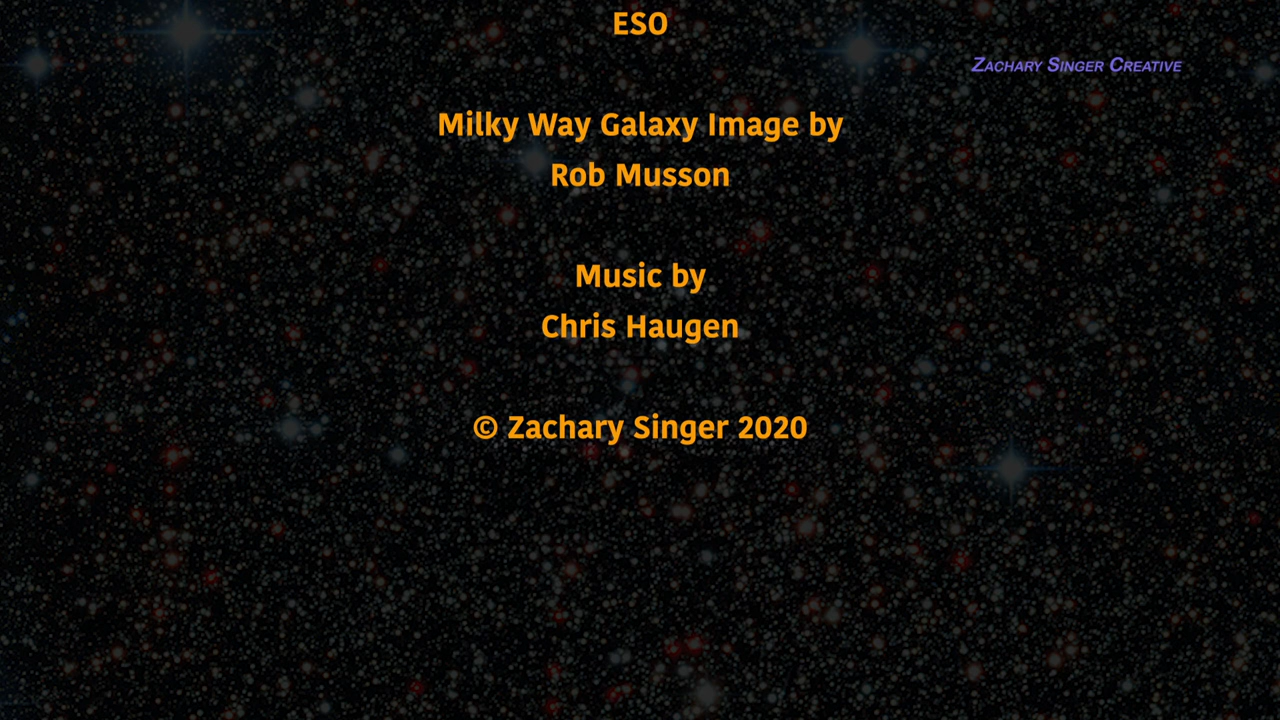 ESO
Zachary Singer Creative
Milky Way Galaxy Image by
Rob Musson
Music by
Chris Haugen
© Zachary Singer 2020